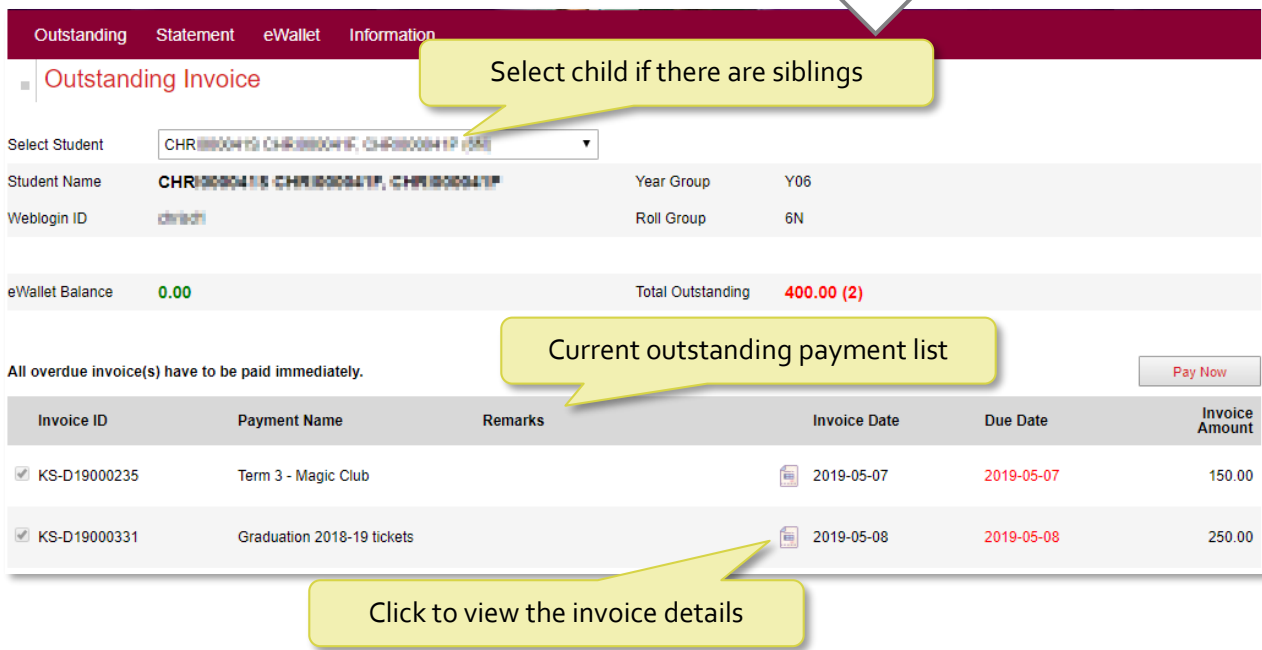 Outstanding Statement eWallet Information
Select child if there are siblings
Outstanding Invoice
Select Student
Student Name Year Group Y06
Weblogin ID Roll Group 6N
eWallet Balance 0.00 Total Outstanding 400.00 (2)
Current outstanding payment list
All overdue invoice(s) have to be paid immediately. Pay Now
Invoice ID Payment Name Remarks Invoice Date Due Date Invoice Amount
KS-D19000235 Term 3 - Magic Club 2019-05-07 2019-05-07 150.00
KS-D19000331 Graduation 2018-19 tickets 2019-05-08 2019-05-08 250.00
Click to view the invoice details